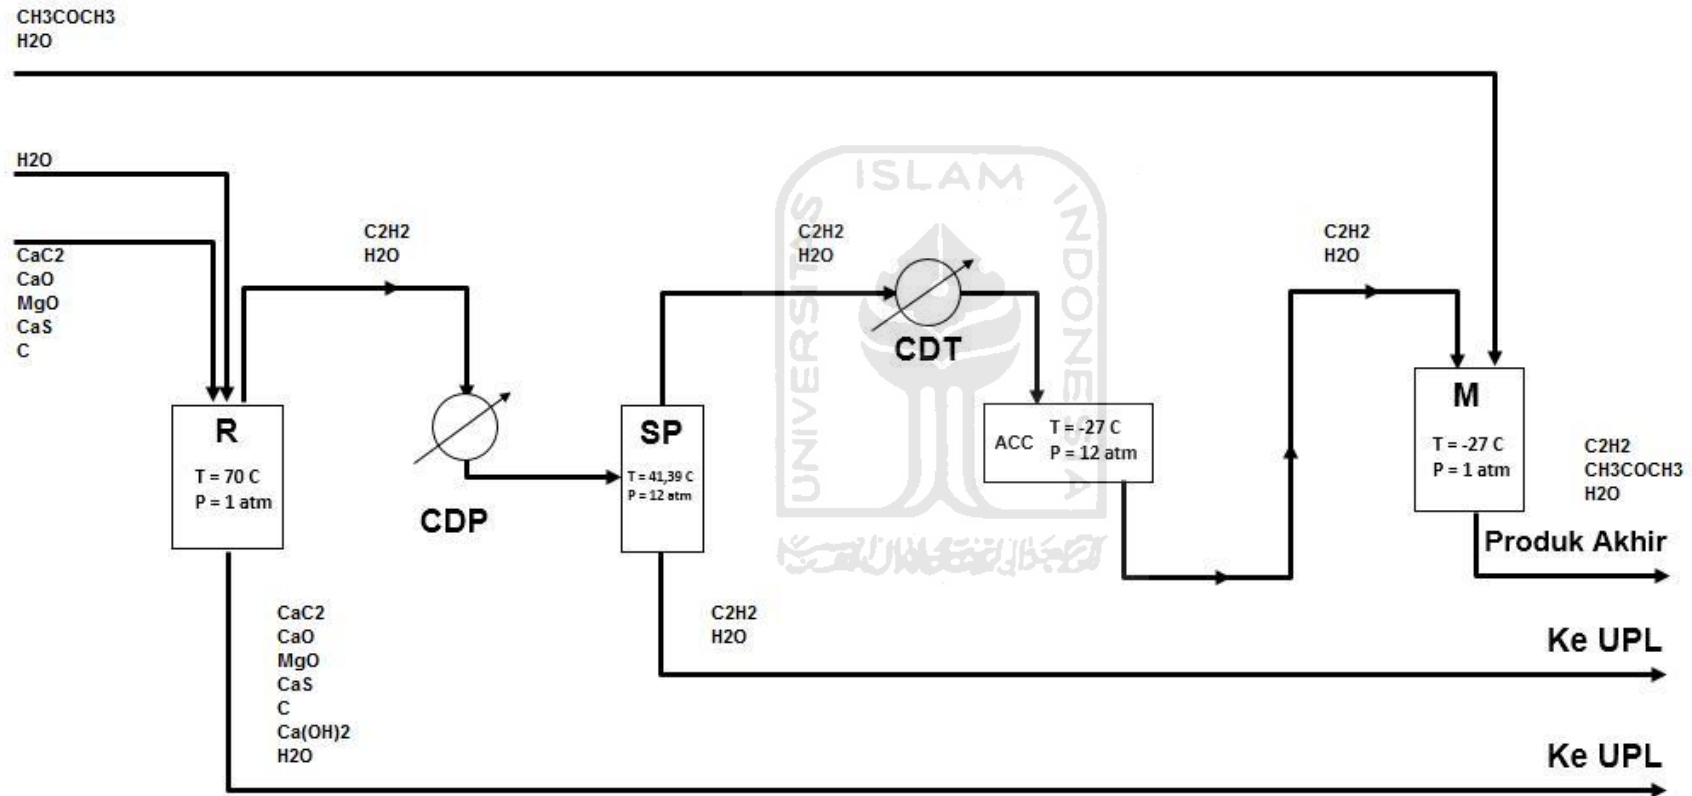 CH3COCH3
H2O
H2O
CaC2
CaO
MgO
CaS
C
C2H2
H2O
C2H2
H2O
C2H2
H2O
UNIVERSITAS
ISLAM
INDONESIA
CDT
R
T = 70 C
P = 1 atm
CDP
SP
T = 41,39 C
P = 12 atm
ACC
T = -27 C
P = 12 atm
M
T = -27 C
P = 1 atm
C2H2
CH3COCH3
H2O
Produk Akhir
CaC2
CaO
MgO
CaS
C
Ca(OH)2
H2O
C2H2
H2O
Ke UPL
Ke UPL